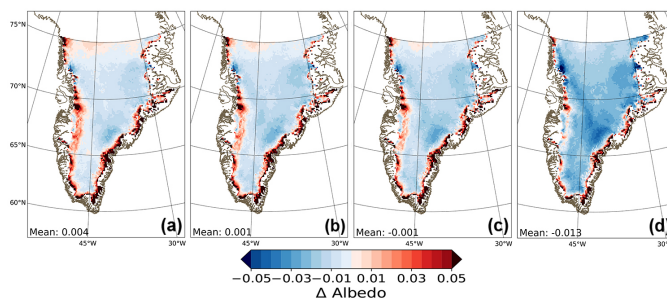 75°N
70°N
65°N
60°N
(a) (b) (c) (d)
Mean: 0.004 Mean: 0.001 Mean: -0.001 Mean: -0.013
45°W 30°W 45°W 30°W 45°W 30°W 45°W 30°W
−0.05 −0.03 −0.01 0.01 0.03 0.05
Δ Albedo